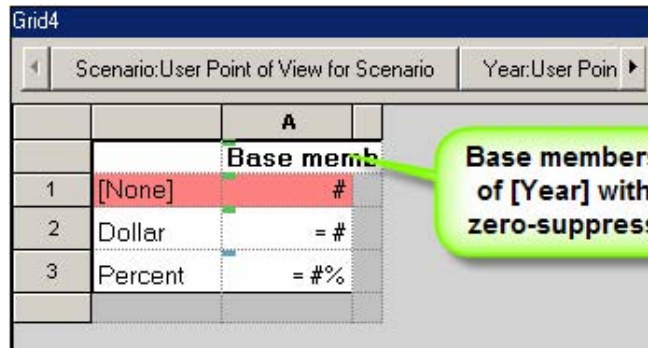 Grid4
Scenario:User Point of View for Scenario Year:User Poin
A
Base memb
1 [None] #
2 Dollar = #
3 Percent = #%
Base members
of [Year] with
zero-suppress